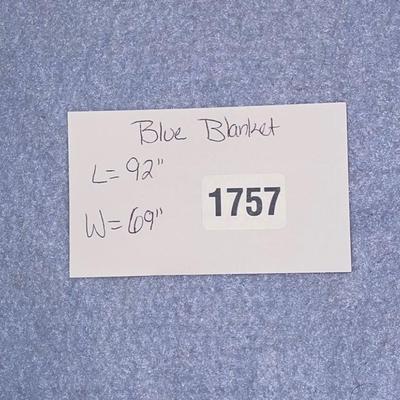 Blue Blanket
L= 92"
1757
W= 69"